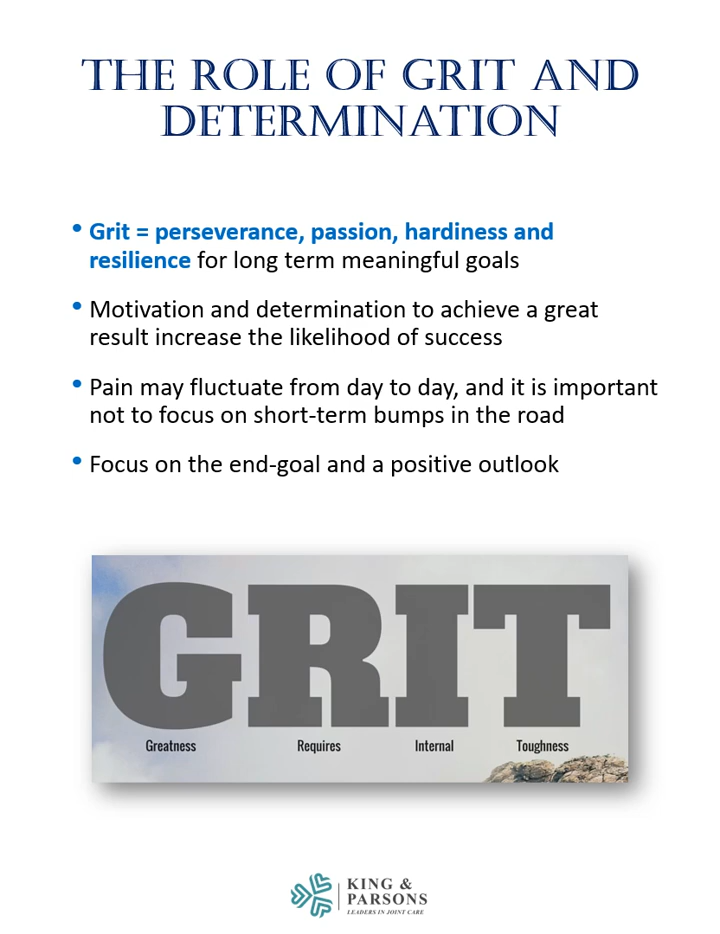 THE ROLE OF GRIT AND
DETERMINATION
• Grit = perseverance, passion, hardiness and
resilience for long term meaningful goals
• Motivation and determination to achieve a great
result increase the likelihood of success
• Pain may fluctuate from day to day, and it is important
not to focus on short-term bumps in the road
• Focus on the end-goal and a positive outlook
GRIT
Greatness Requires Internal Toughness
KING &
PARSONS
LEADERS IN JOINT CARE